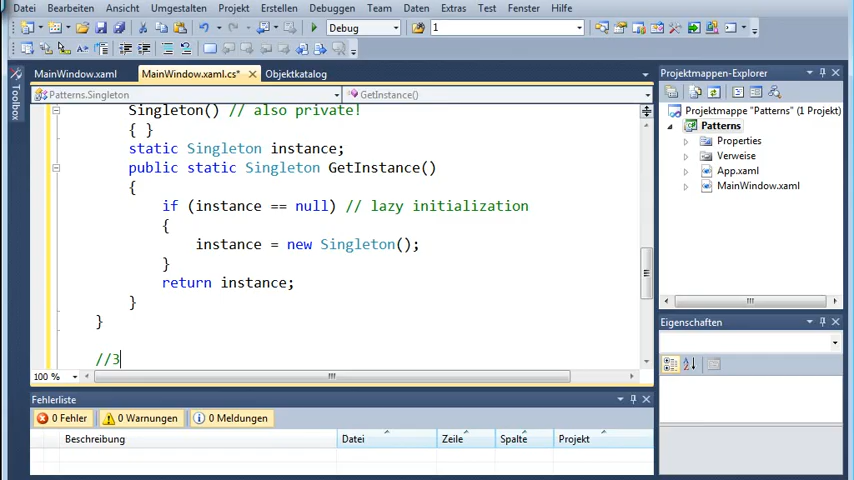 Datei Bearbeiten Ansicht Umgestalten Projekt Erstellen Debuggen Team Daten Extras Test Fenster Hilfe
Debug 1
MainWindow.xaml MainWindow.xaml.cs* Objektkatalog
Patterns.Singleton GetInstance()
Singleton() // also private!
{ }
static Singleton instance;
public static Singleton GetInstance()
{
if (instance == null) // lazy initialization
{
instance = new Singleton();
}
return instance;
}
}
//3
100 %
Toolbox
Projektmappen-Explorer
Projektmappe "Patterns" (1 Projekt)
Patterns
Properties
Verweise
App.xaml
MainWindow.xaml
Eigenschaften
Fehlerliste
0 Fehler 0 Warnungen 0 Meldungen
Beschreibung Datei Zeile Spalte Projekt